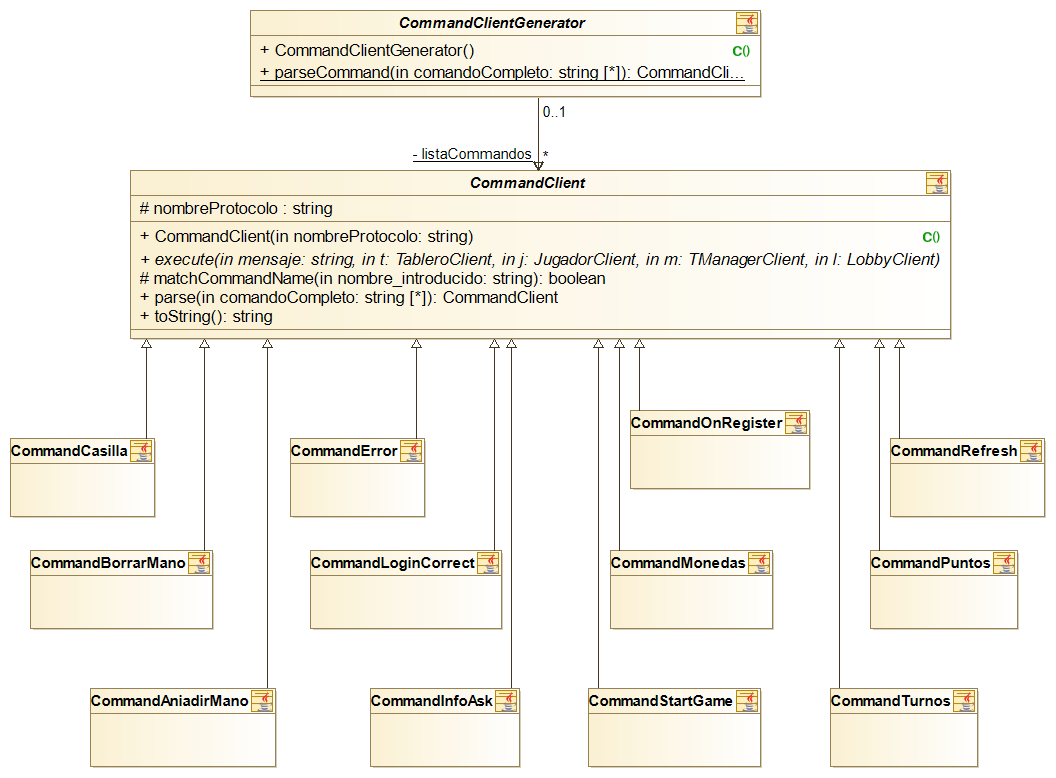 CommandClientGenerator
+ CommandClientGenerator()
C()
+ parseCommand(in comandoCompleto: string [*]): CommandCli...
0..1
- listaCommandos
*
CommandClient
# nombreProtocolo : string
+ CommandClient(in nombreProtocolo: string)
C()
+ execute(in mensaje: string, in t: TableroClient, in j: JugadorClient, in m: TManagerClient, in l: LobbyClient)
# matchCommandName(in nombre_introducido: string): boolean
+ parse(in comandoCompleto: string [*]): CommandClient
+ toString(): string
CommandOnRegister
CommandCasilla
CommandError
CommandRefresh
CommandBorrarMano
CommandLoginCorrect
CommandMonedas
CommandPuntos
CommandAniadirMano
CommandInfoAsk
CommandStartGame
CommandTurnos